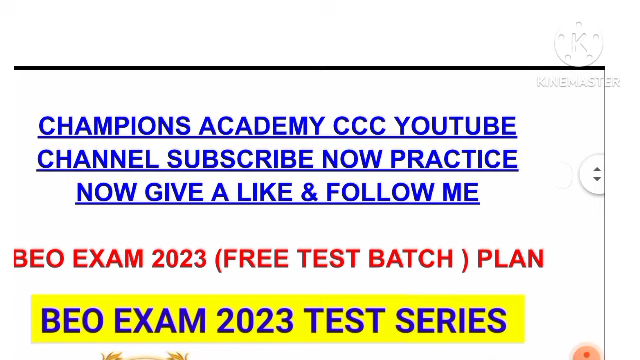 KINEMASTER
CHAMPIONS ACADEMY CCC YOUTUBE
CHANNEL SUBSCRIBE NOW PRACTICE
NOW GIVE A LIKE & FOLLOW ME
BEO EXAM 2023 (FREE TEST BATCH ) PLAN
BEO EXAM 2023 TEST SERIES